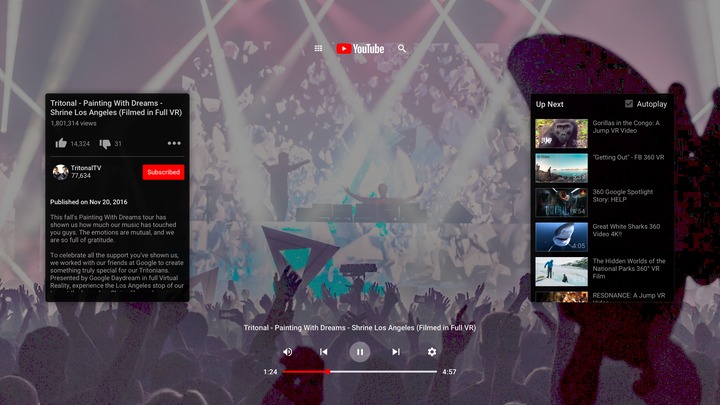 YouTube
Tritonal - Painting With Dreams -
Shrine Los Angeles (Filmed in Full VR)
1,801,314 views
14,324
31
TritonalTV
77,634
Subscribed
Published on Nov 20, 2016
This fall's Painting With Dreams tour has
shown us how much our music has touched
you guys. The emotions are mutual, and we
are so full of gratitude.
To celebrate all the support you've shown us,
we worked with our friends at Google to create
something truly special for our Tritonians.
Presented by Google Daydream in full Virtual
Reality, experience the Los Angeles stop of our
Up Next
Autoplay
Gorillas in the Congo: A
Jump VR Video
"Getting Out" - FB 360 VR
360 Google Spotlight
Story: HELP
Great White Sharks 360
Video 4K!!
4:05
The Hidden Worlds of the
National Parks 360° VR
Film
RESONANCE: A Jump VR
Video
Tritonal - Painting With Dreams - Shrine Los Angeles (Filmed in Full VR)
1:24
4:57